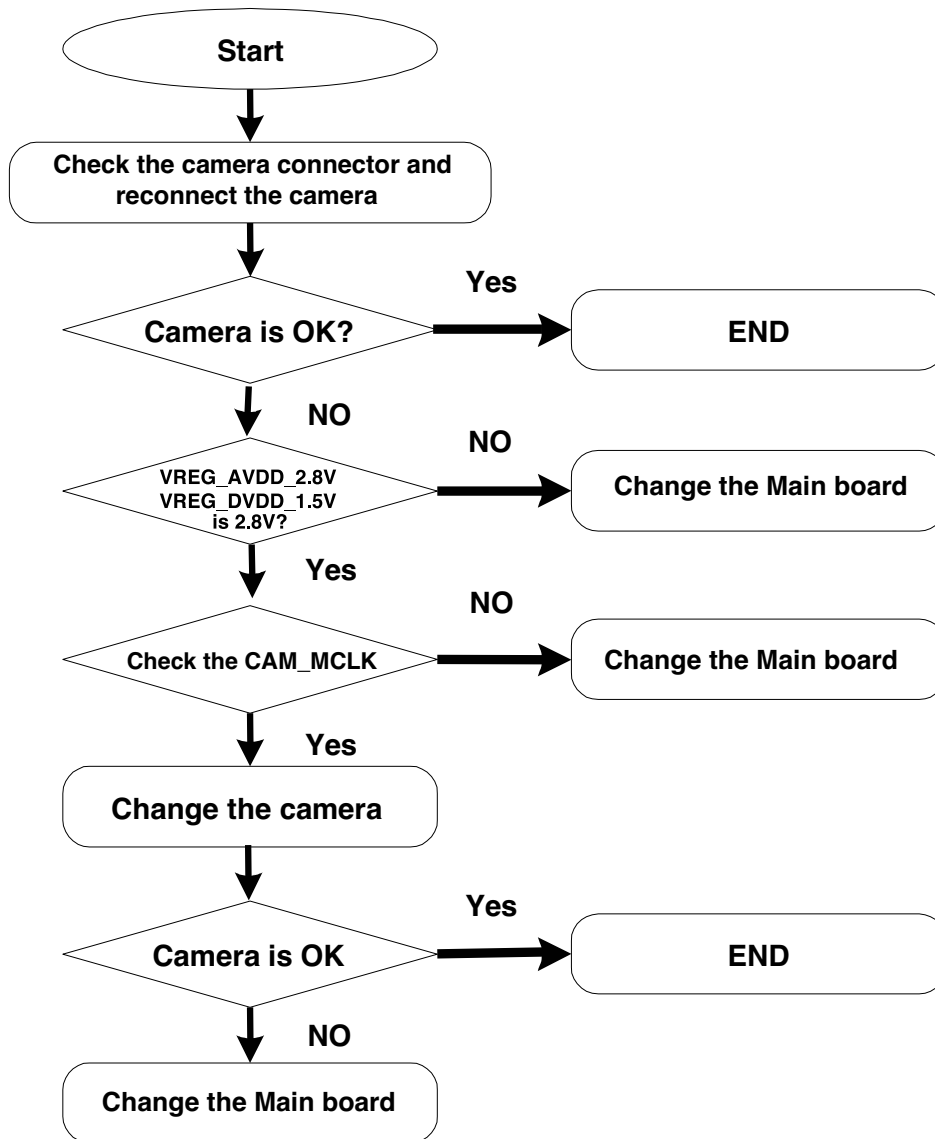 Start
Check the camera connector and
reconnect the camera
Yes
Camera is OK?
END
NO
NO
VREG_AVDD_2.8V
VREG_DVDD_1.5V
is 2.8V?
Change the Main board
Yes
NO
Check the CAM_MCLK
Change the Main board
Yes
Change the camera
Yes
Camera is OK
END
NO
Change the Main board